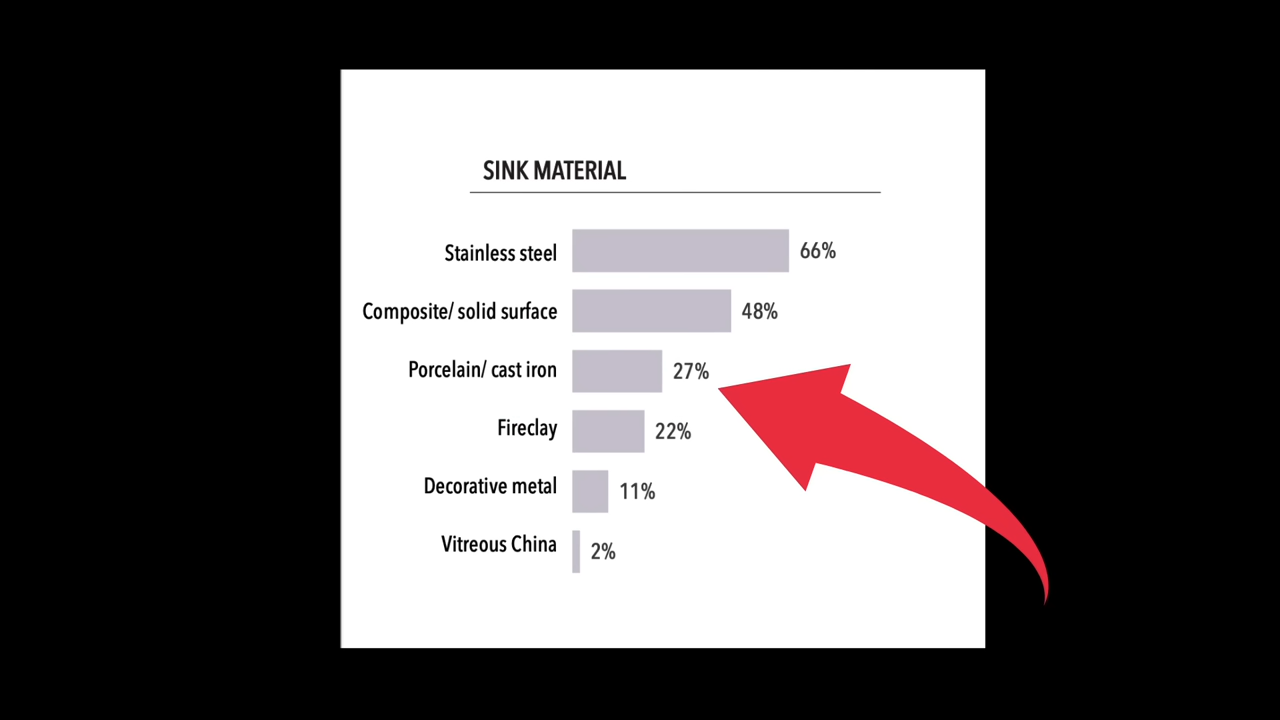 SINK MATERIAL
Stainless steel 66%
Composite/ solid surface 48%
Porcelain/ cast iron 27%
Fireclay 22%
Decorative metal 11%
Vitreous China 2%